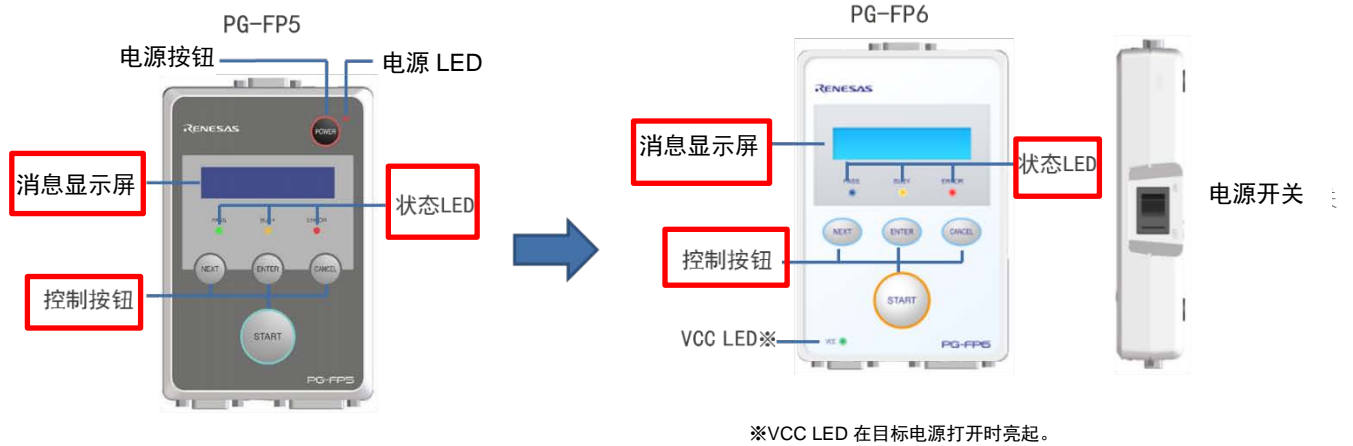 PG-FP5
PG-FP6
电源按钮
电源 LED
RENESAS
POWER
消息显示屏
状态LED
PASS BUSY ERROR
NEXT ENTER CANCEL
控制按钮
START
PG-FP5
RENESAS
消息显示屏
状态LED
PASS BUSY ERROR
电源开关
NEXT ENTER CANCEL
控制按钮
START
VCC LED※
VCC
PG-FP6
※VCC LED 在目标电源打开时亮起。